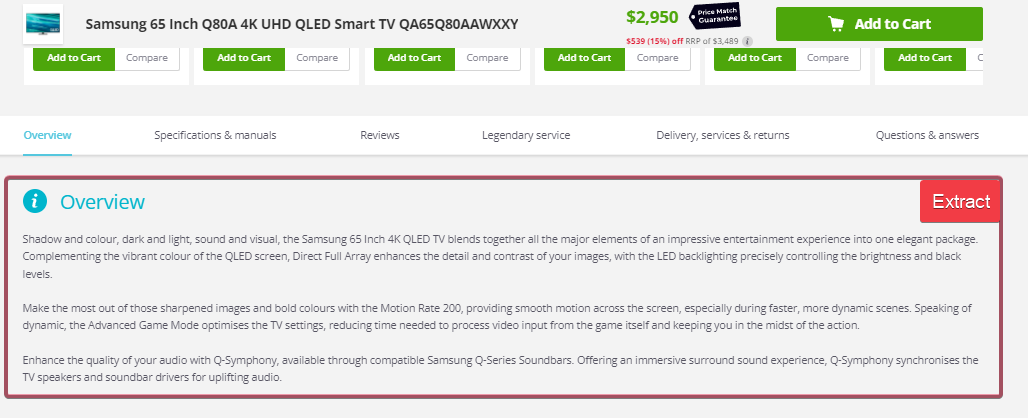 Samsung 65 Inch Q80A 4K UHD QLED Smart TV QA65Q80AAWXXY
$2,950
Price Match
Guarantee
$539 (15%) off RRP of $3,489 i
Add to Cart
Add to Cart Compare Add to Cart Compare Add to Cart Compare Add to Cart Compare Add to Cart Compare Add to Cart C
Overview Specifications & manuals Reviews Legendary service Delivery, services & returns Questions & answers
i Overview
Extract
Shadow and colour, dark and light, sound and visual, the Samsung 65 Inch 4K QLED TV blends together all the major elements of an impressive entertainment experience into one elegant package.
Complementing the vibrant colour of the QLED screen, Direct Full Array enhances the detail and contrast of your images, with the LED backlighting precisely controlling the brightness and black
levels.
Make the most out of those sharpened images and bold colours with the Motion Rate 200, providing smooth motion across the screen, especially during faster, more dynamic scenes. Speaking of
dynamic, the Advanced Game Mode optimises the TV settings, reducing time needed to process video input from the game itself and keeping you in the midst of the action.
Enhance the quality of your audio with Q-Symphony, available through compatible Samsung Q-Series Soundbars. Offering an immersive surround sound experience, Q-Symphony synchronises the
TV speakers and soundbar drivers for uplifting audio.